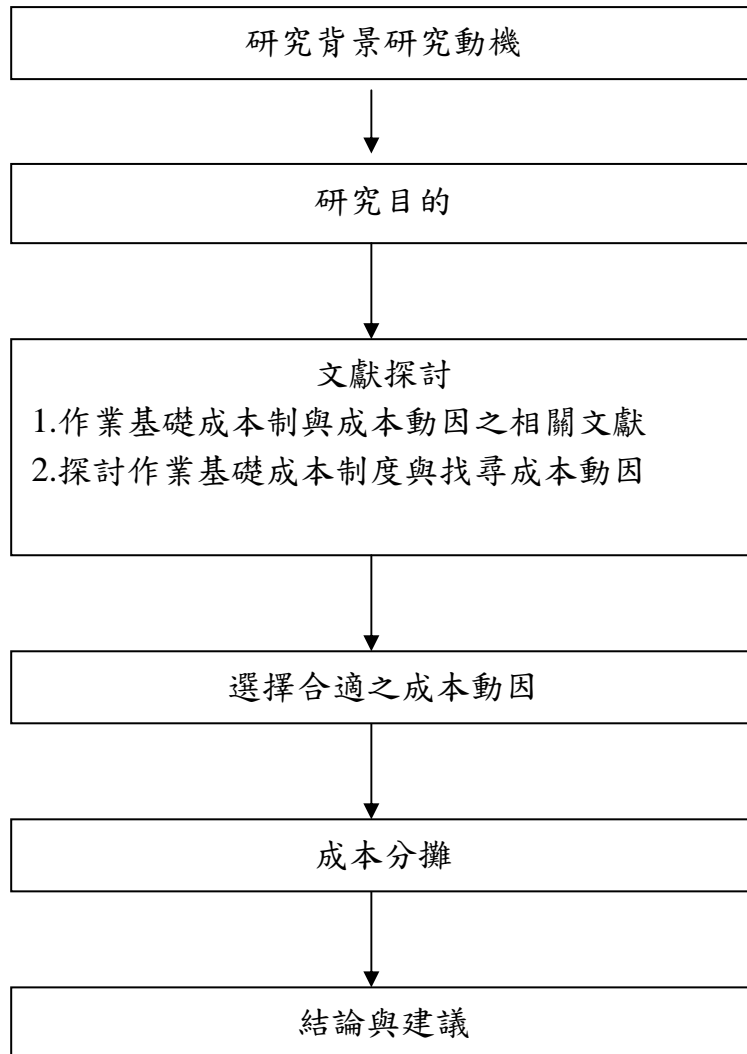 研究背景研究動機
研究目的
文獻探討
1.作業基礎成本制與成本動因之相關文獻
2.探討作業基礎成本制度與找尋成本動因
選擇合適之成本動因
成本分攤
結論與建議